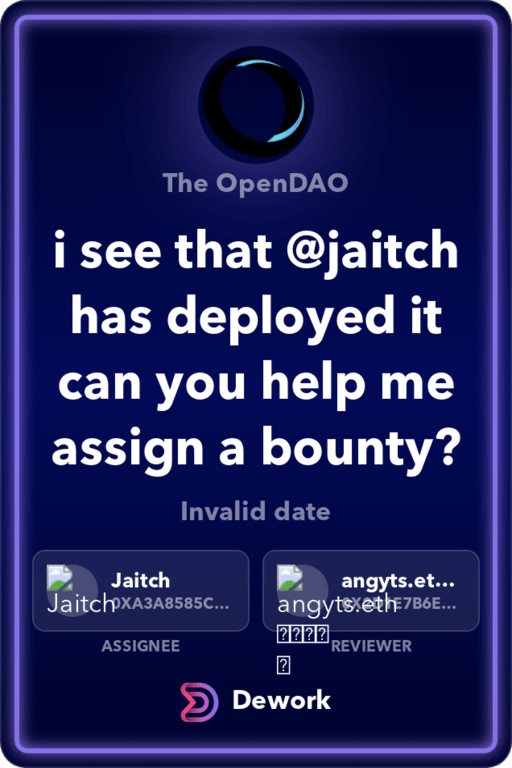 The OpenDAO
i see that @jaitch
has deployed it
can you help me
assign a bounty?
Invalid date
Jaitch
Jaitch
0XA3A8585C...
angyts.et...
angyts.eth
ASSIGNEE
REVIEWER
Dework